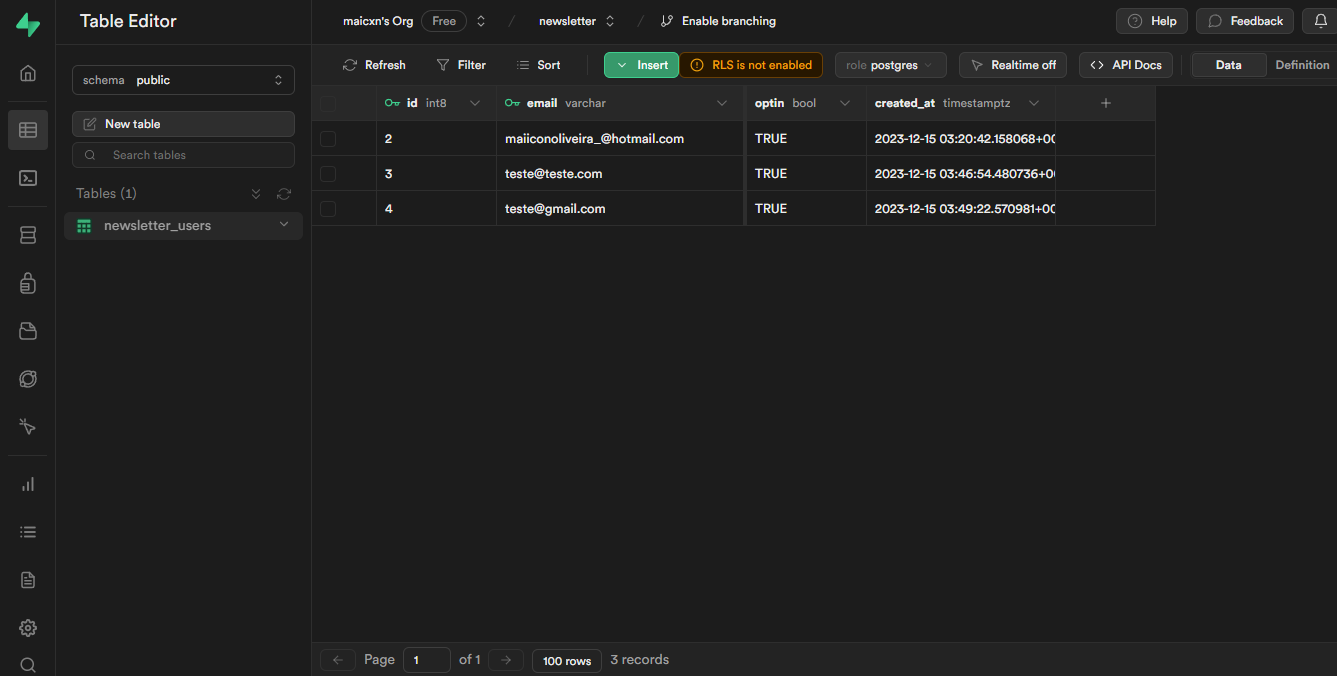 Table Editor
maicxn's Org Free / newsletter / Enable branching
Help Feedback
schema public
Refresh Filter Sort Insert RLS is not enabled role postgres Realtime off API Docs Data Definition
New table
Search tables
Tables (1)
newsletter_users
id int8 email varchar optin bool created_at timestamptz +
2 maiiconoliveira_@hotmail.com TRUE 2023-12-15 03:20:42.158068+00
3 teste@teste.com TRUE 2023-12-15 03:46:54.480736+0
4 teste@gmail.com TRUE 2023-12-15 03:49:22.570981+00
Page 1 of 1 100 rows 3 records